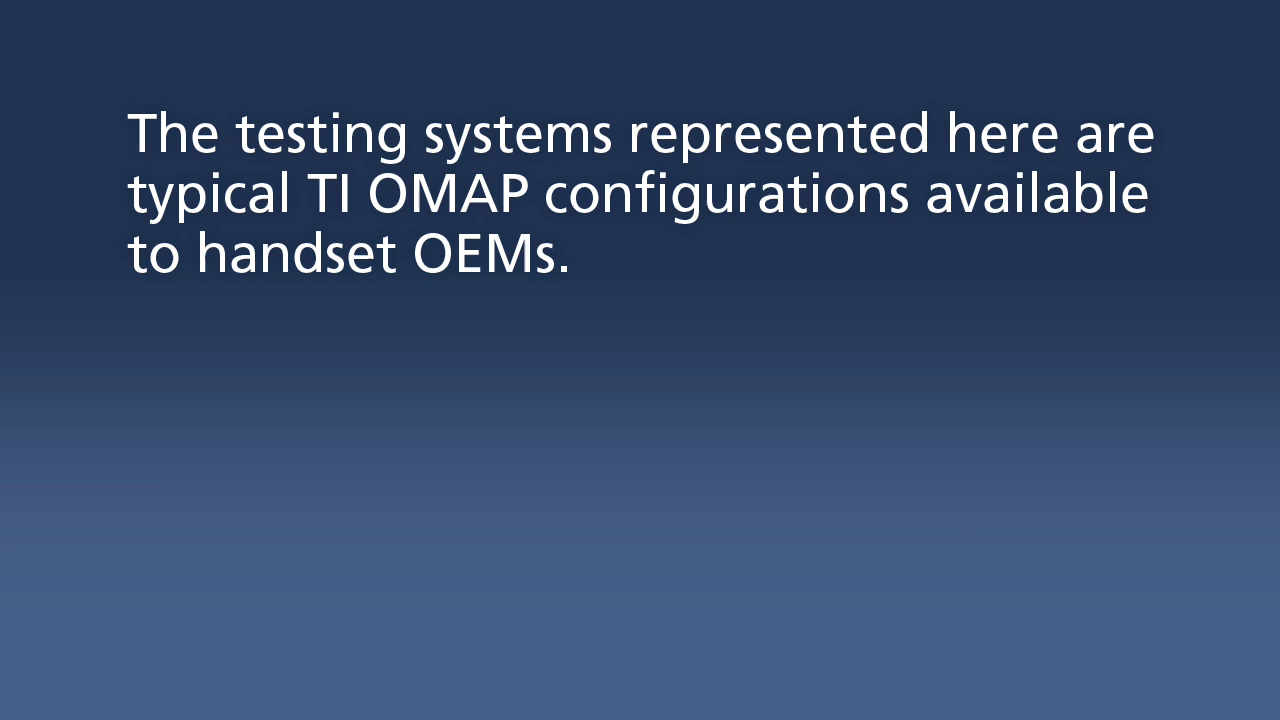 The testing systems represented here are
typical TI OMAP configurations available
to handset OEMs.